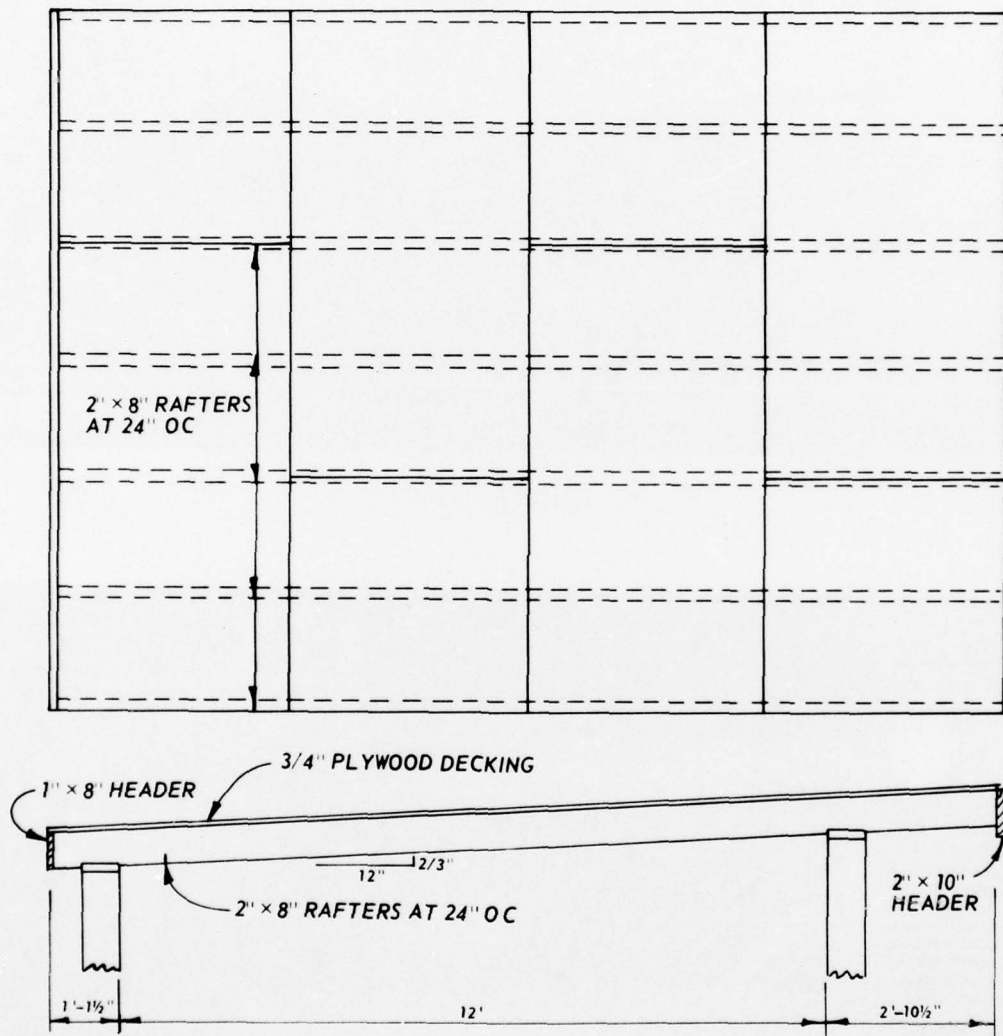 2" × 8" RAFTERS
AT 24" OC
3/4" PLYWOOD DECKING
1" × 8" HEADER
12"
2/3"
2" × 8" RAFTERS AT 24" OC
2" × 10"
HEADER
1'-1½"
12'
2'-10½"